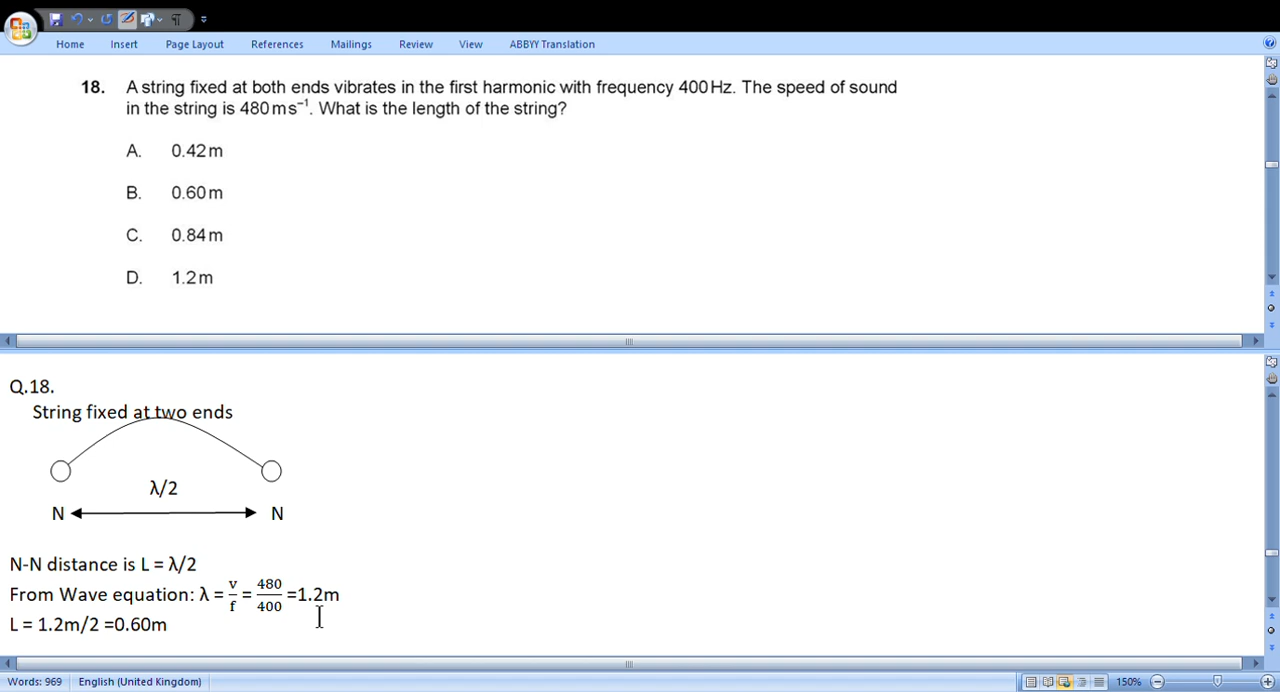 Home Insert Page Layout References Mailings Review View ABBYY Translation
18. A string fixed at both ends vibrates in the first harmonic with frequency 400 Hz. The speed of sound
in the string is 480 m s⁻¹. What is the length of the string?
A. 0.42 m
B. 0.60 m
C. 0.84 m
D. 1.2 m
Q.18.
String fixed at two ends
λ/2
N N
N-N distance is L = λ/2
From Wave equation: λ = v/f = 480/400 =1.2m
L = 1.2m/2 =0.60m
Words: 969 English (United Kingdom) 150%